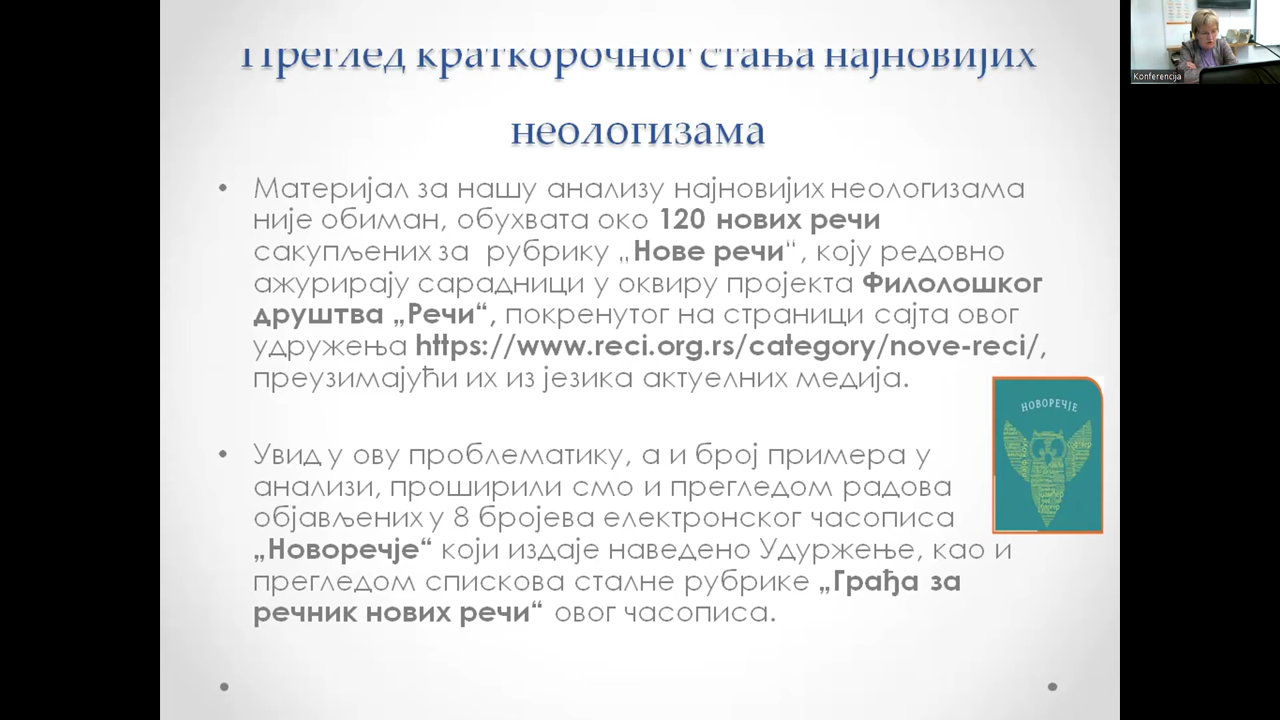 Преглед краткорочног стања најновијих
неологизама
• Материјал за нашу анализу најновијих неологизама
није обиман, обухвата око 120 нових речи
сакупљених за рубрику „Нове речи“, коју редовно
ажурирају сарадници у оквиру пројекта Филолошког
друштва „Речи“, покренутог на страници сајта овог
удружења https://www.reci.org.rs/category/nove-reci/,
преузимајући их из језика актуелних медија.
• Увид у ову проблематику, а и број примера у
анализи, проширили смо и прегледом радова
објављених у 8 бројева електронског часописа
„Новоречје“ који издаје наведено Удуржење, као и
прегледом спискова сталне рубрике „Грађа за
речник нових речи“ овог часописа.
НОВОРЕЧЈЕ
Konferencija